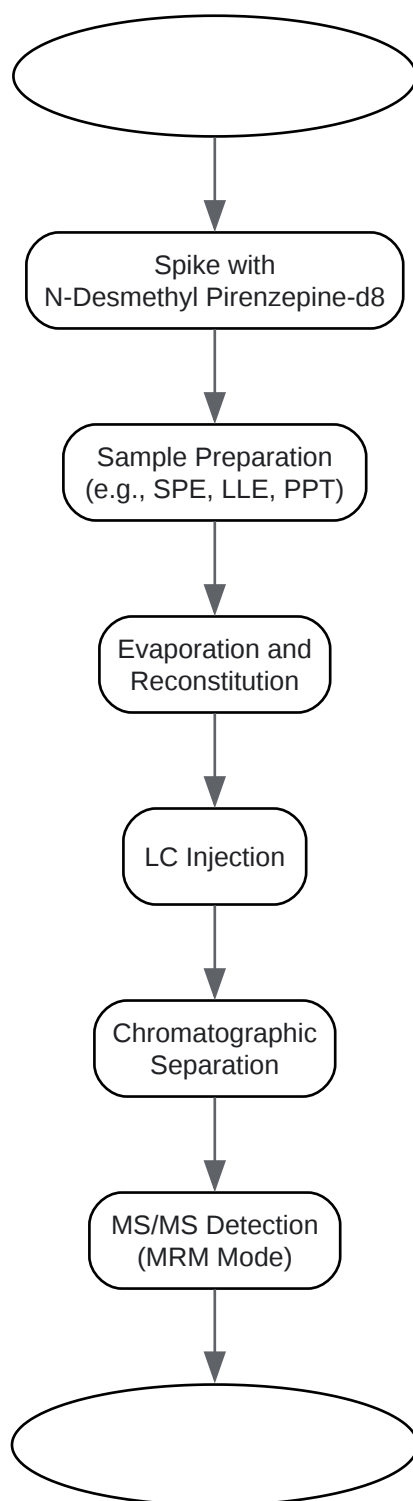 Spike with
N-Desmethyl Pirenzepine-d8
Sample Preparation
(e.g., SPE, LLE, PPT)
Evaporation and
Reconstitution
LC Injection
Chromatographic
Separation
MS/MS Detection
(MRM Mode)